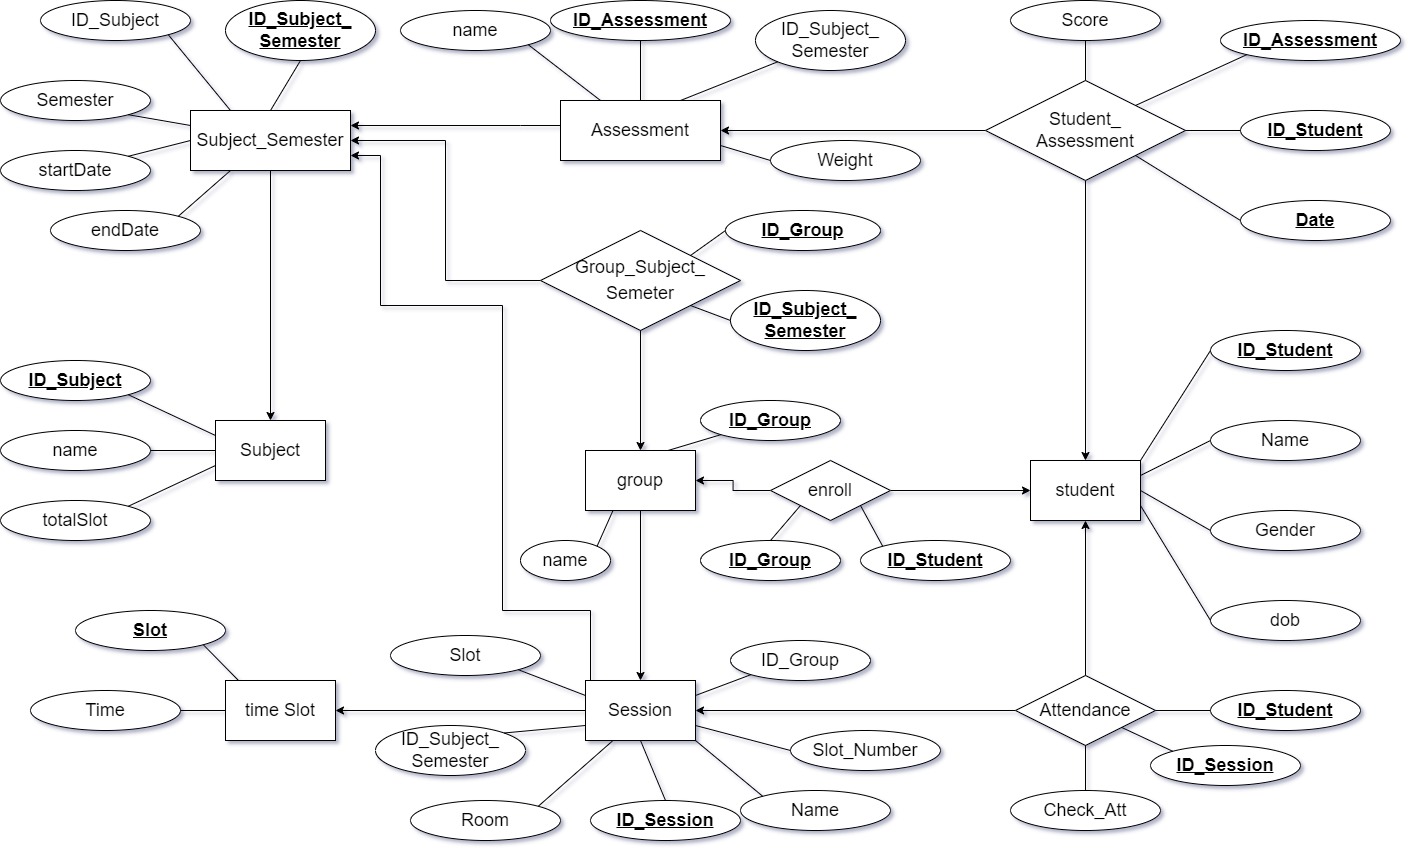 ID_Subject
ID_Subject_
Semester
name
ID_Assessment
ID_Subject_
Semester
Score
ID_Assessment
Semester
Subject_Semester
Assessment
Student_
Assessment
ID_Student
startDate
Weight
endDate
ID_Group
Date
Group_Subject_
Semeter
ID_Subject_
Semester
ID_Student
ID_Subject
name
Subject
ID_Group
Name
group
enroll
student
totalSlot
name
ID_Group
ID_Student
Gender
dob
Slot
Slot
ID_Group
Time
time Slot
Session
Attendance
ID_Student
ID_Subject_
Semester
Slot_Number
ID_Session
Room
ID_Session
Name
Check_Att